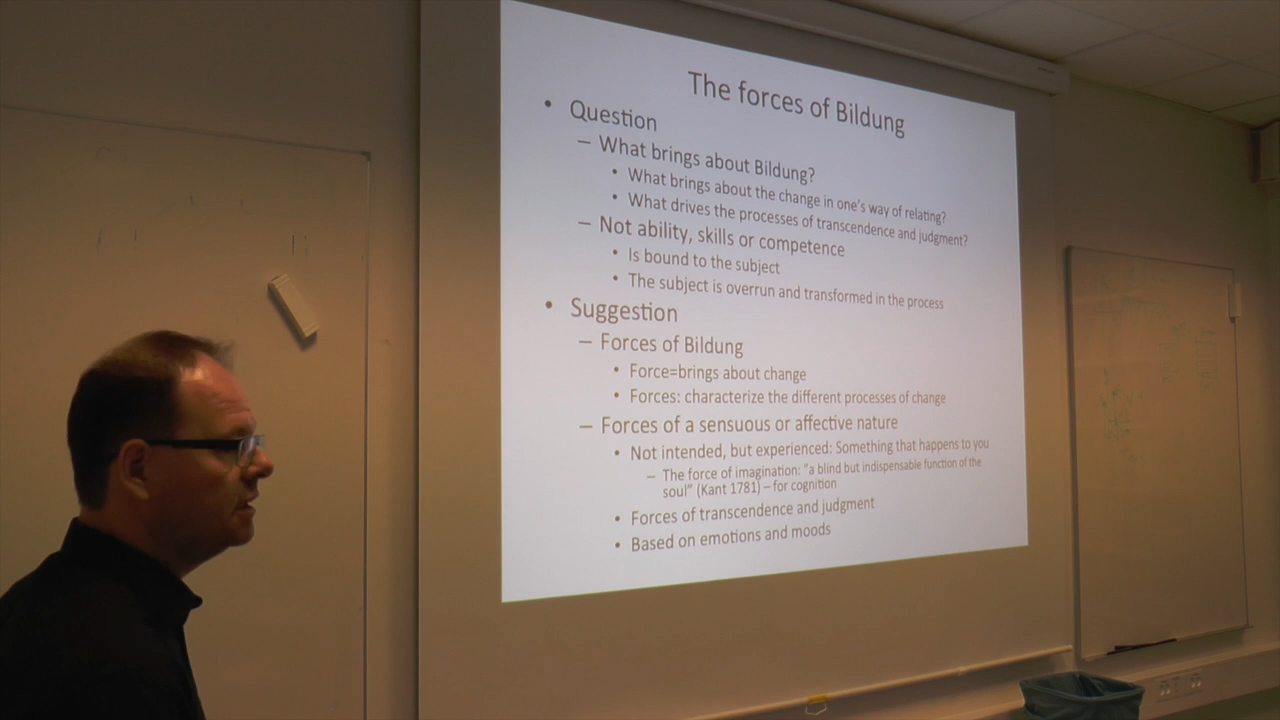 The forces of Bildung
• Question
– What brings about Bildung?
• What brings about the change in one's way of relating?
• What drives the processes of transcendence and judgment?
– Not ability, skills or competence
• Is bound to the subject
• The subject is overrun and transformed in the process
• Suggestion
– Forces of Bildung
• Force=brings about change
• Forces: characterize the different processes of change
– Forces of a sensuous or affective nature
• Not intended, but experienced: Something that happens to you
– The force of imagination: "a blind but indispensable function of the
soul" (Kant 1781) – for cognition
• Forces of transcendence and judgment
• Based on emotions and moods